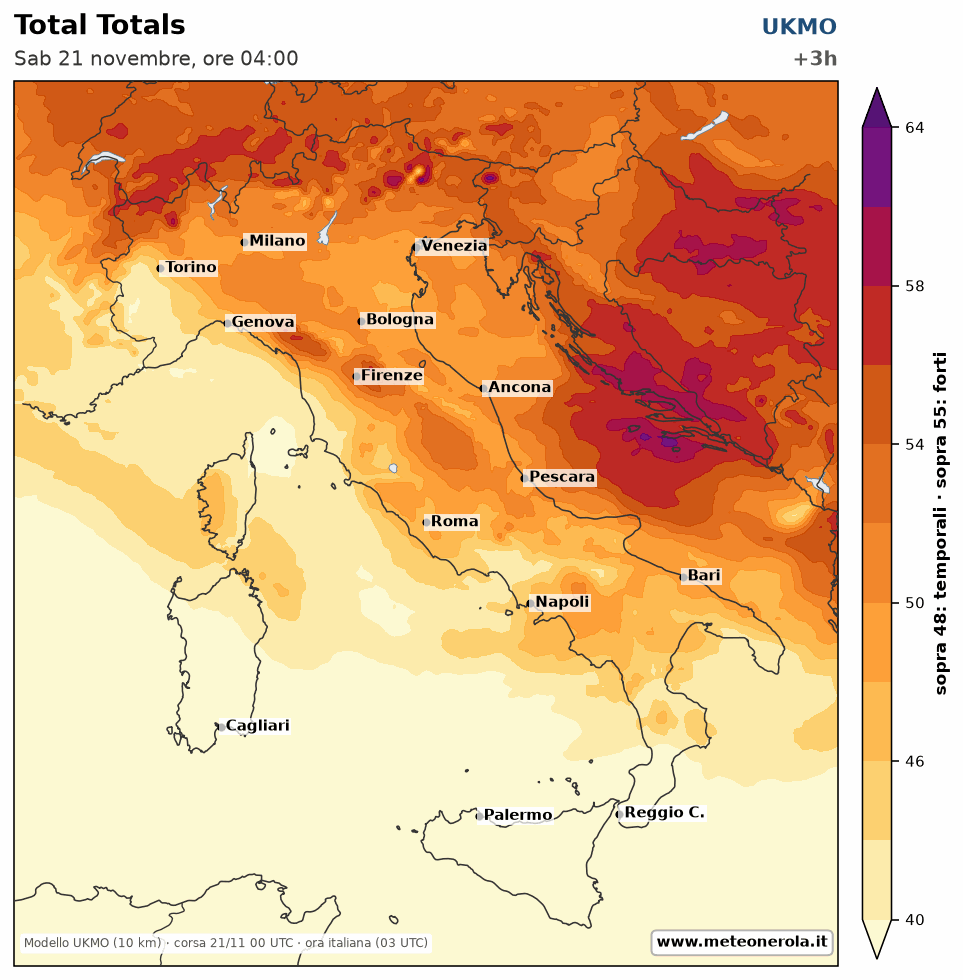 Total Totals
UKMO
Sab 21 novembre, ore 04:00
+3h
Milano
Venezia
Torino
Genova
Bologna
Firenze
Ancona
Pescara
Roma
Bari
Napoli
Cagliari
Palermo
Reggio C.
64
58
54
50
46
40
sopra 48: temporali · sopra 55: forti
Modello UKMO (10 km) · corsa 21/11 00 UTC · ora italiana (03 UTC)
www.meteonerola.it